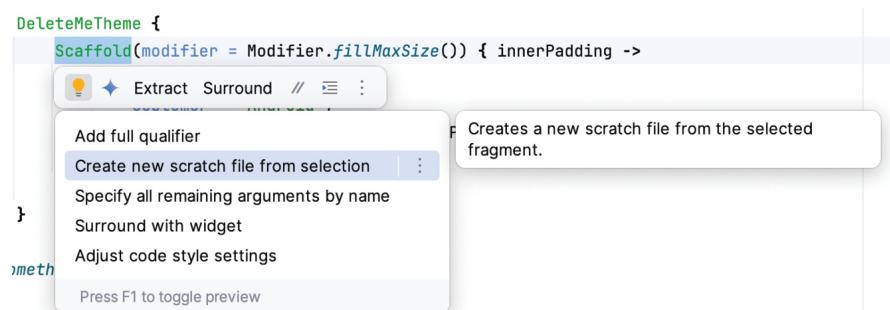 DeleteMeTheme {
Scaffold(modifier = Modifier.fillMaxSize()) { innerPadding ->
Extract Surround //
Add full qualifier
Create new scratch file from selection
Creates a new scratch file from the selected
fragment.
Specify all remaining arguments by name
Surround with widget
}
Adjust code style settings
Press F1 to toggle preview